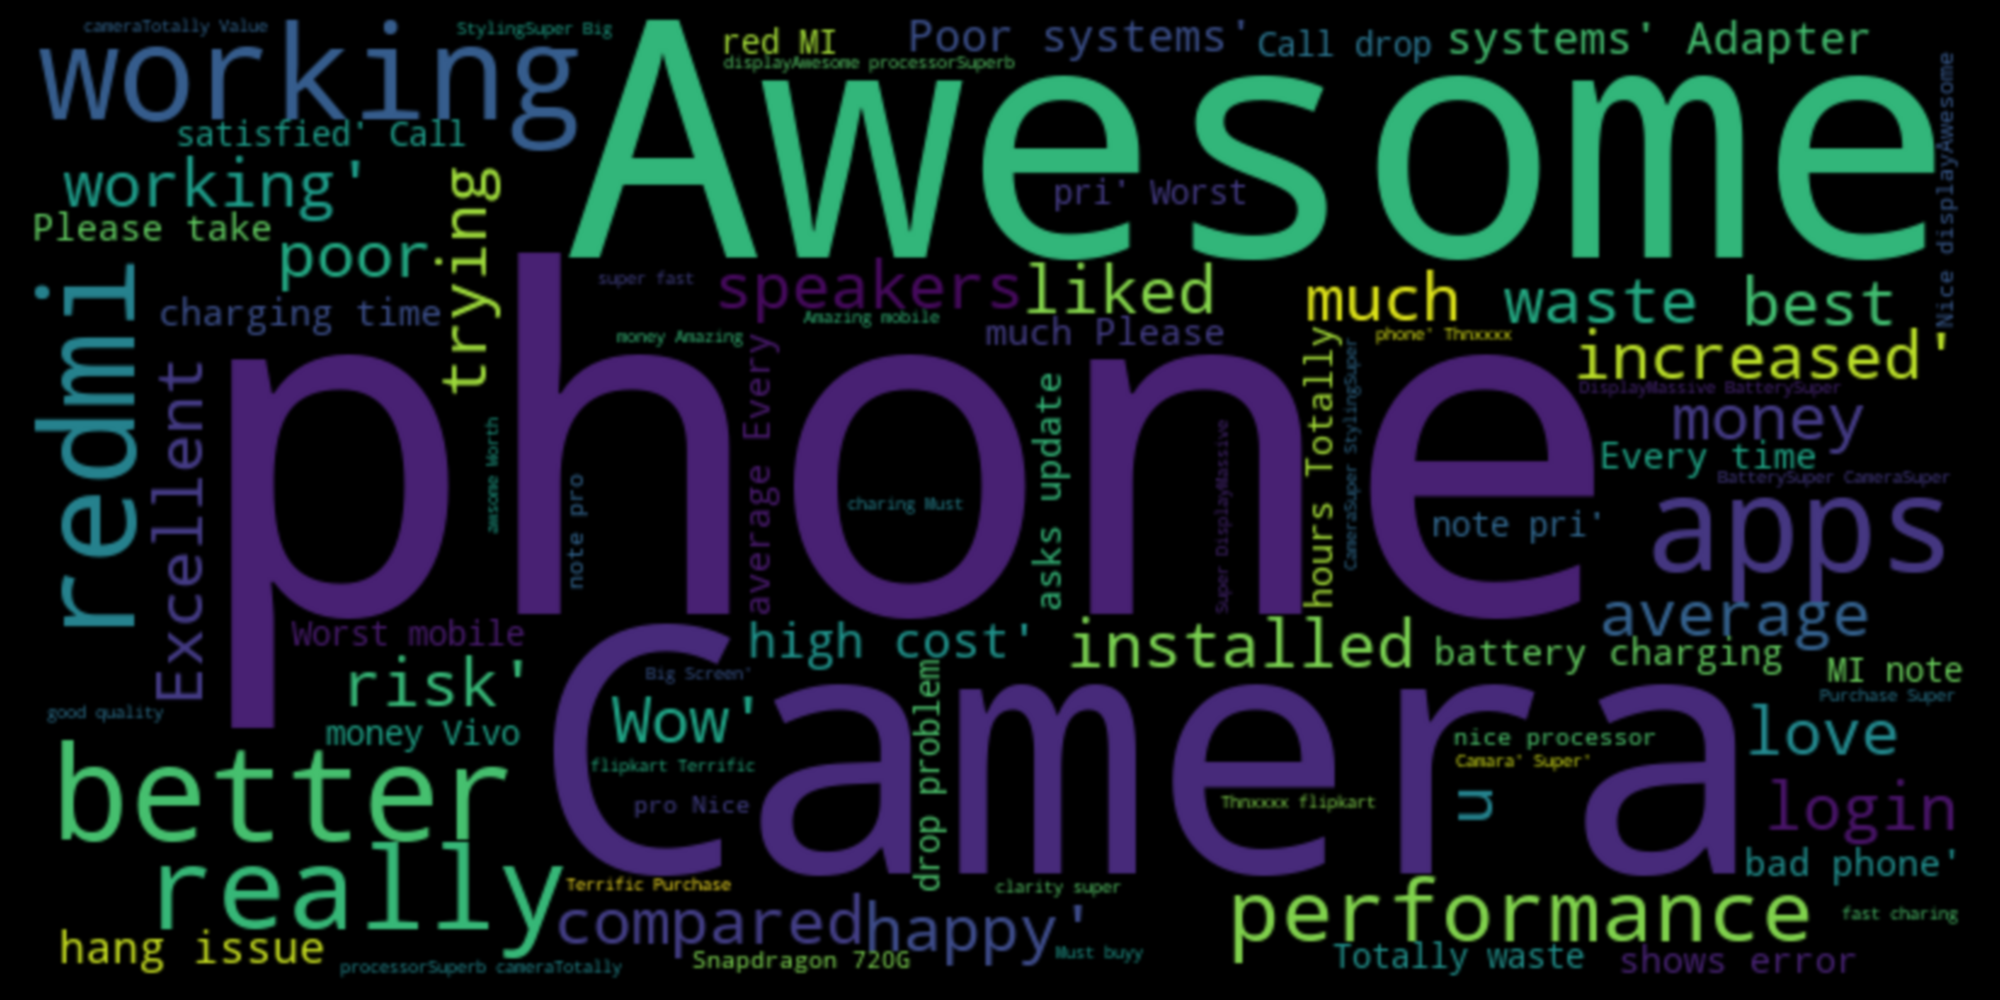 cameraTotally Value
StylingSuper Big
working
Awesome
red MI
Poor systems'
Call drop
systems' Adapter
displayAwesome processorSuperb
Nice displayAwesome
satisfied' Call
working'
trying
pri' Worst
Please take
poor
redmi
charging time
super fast
speakers
liked
much
waste
best
Amazing mobile
money Amazing
much Please
phone' Thnxxxx
increased'
Excellent
phone
average Every
asks update
hours Totally
CameraSuper StylingSuper
DisplayMassive BatterySuper
money
Every time
awsome Worth
note pro
charing Must
Super DisplayMassive
note pri'
BatterySuper CameraSuper
apps
average
Worst mobile
high cost'
installed
battery charging
MI note
risk'
Big Screen'
Camera
Purchase Super
good quality
money Vivo
Wow'
drop problem
nice processor
love
better
flipkart Terrific
Camara' Super'
pro Nice
Thnxxxx flipkart
u
login
really
bad phone'
Terrific Purchase
clarity super
performance
fast charing
compared
happy'
hang issue
processorSuperb cameraTotally
Snapdragon 720G
Must buyy
Totally waste
shows error